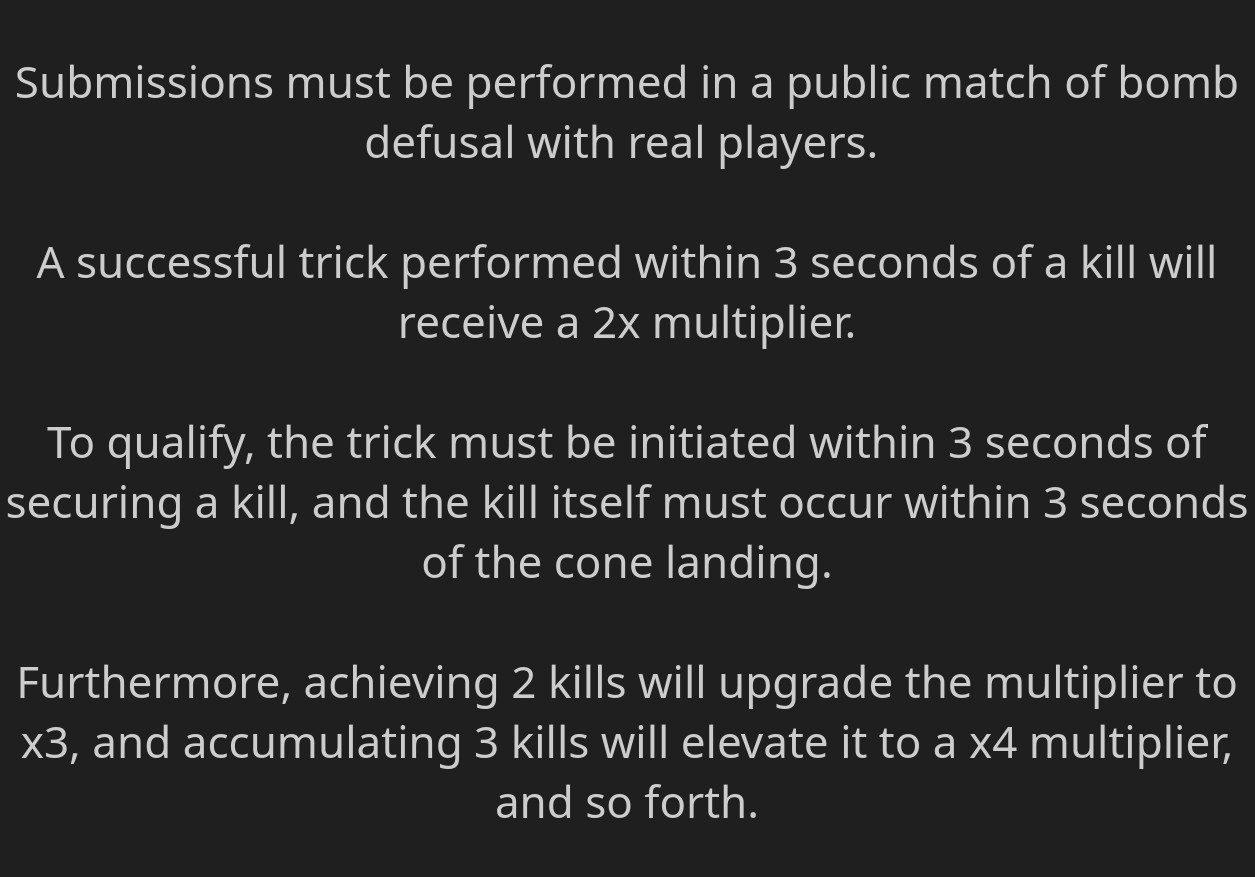 Submissions must be performed in a public match of bomb
defusal with real players.
A successful trick performed within 3 seconds of a kill will
receive a 2x multiplier.
To qualify, the trick must be initiated within 3 seconds of
securing a kill, and the kill itself must occur within 3 seconds
of the cone landing.
Furthermore, achieving 2 kills will upgrade the multiplier to
x3, and accumulating 3 kills will elevate it to a x4 multiplier,
and so forth.